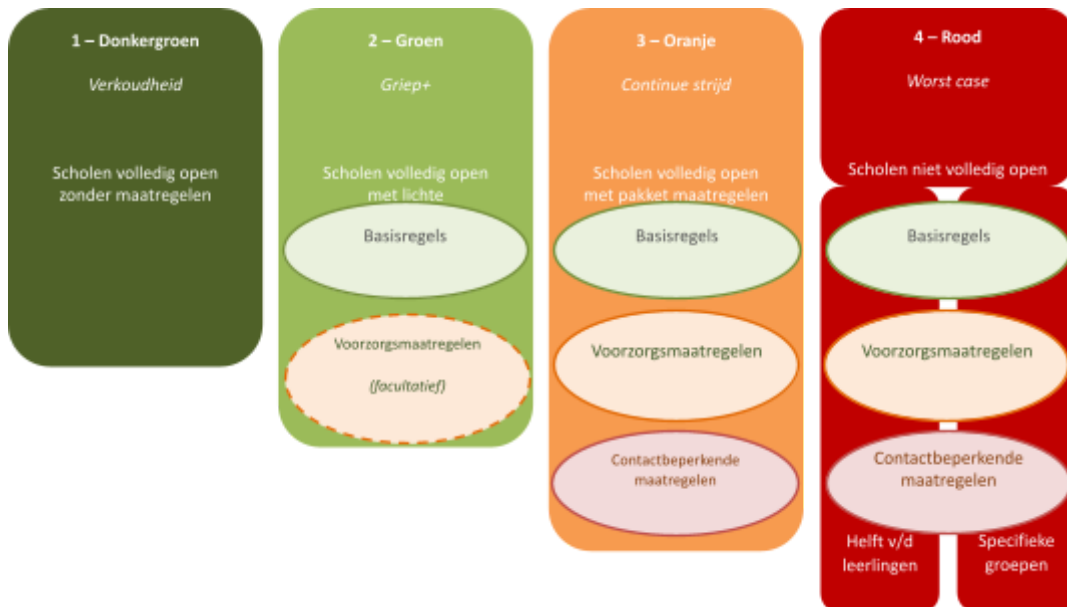 1 – Donkergroen
Verkoudheid
Scholen volledig open
zonder maatregelen
2 – Groen
Griep+
Scholen volledig open
met lichte
Basisregels
Voorzorgsmaatregelen
(facultatief)
3 – Oranje
Continue strijd
Scholen volledig open
met pakket maatregelen
Basisregels
Voorzorgsmaatregelen
Contactbeperkende
maatregelen
4 – Rood
Worst case
Scholen niet volledig open
Basisregels
Voorzorgsmaatregelen
Contactbeperkende
maatregelen
Helft v/d
leerlingen
Specifieke
groepen